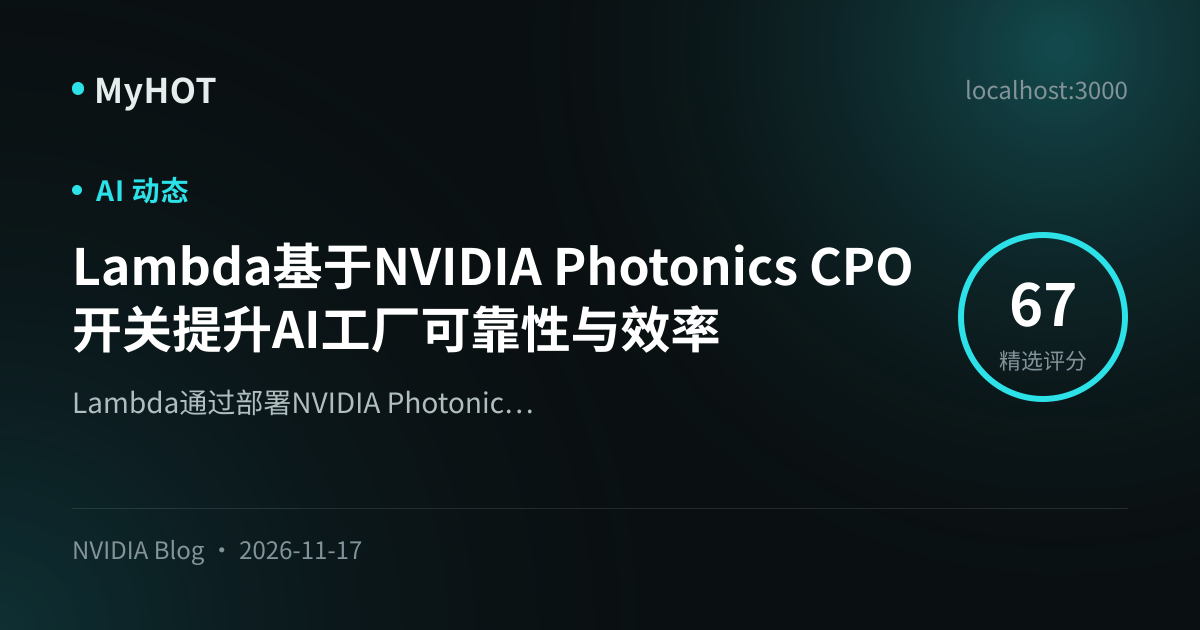 MyHOT
localhost:3000
AI 动态
Lambda基于NVIDIA Photonics CPO
开关提升AI工厂可靠性与效率
67
精选评分
Lambda通过部署NVIDIA Photonic…
NVIDIA Blog · 2026-11-17